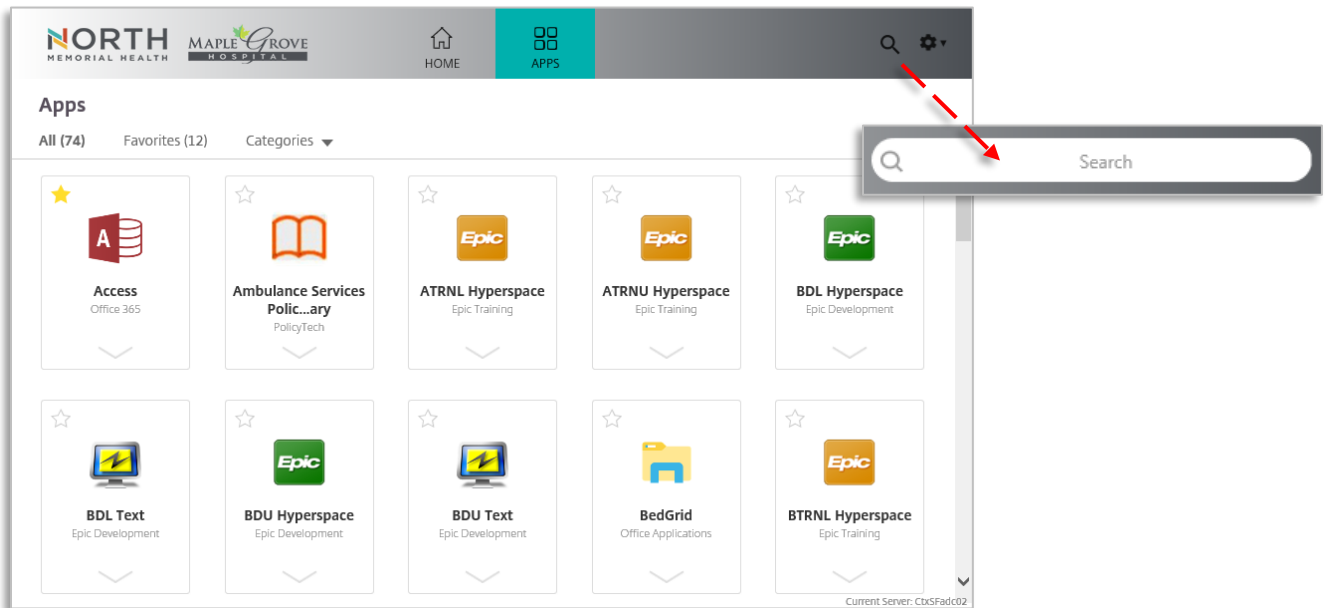 NORTH
MEMORIAL HEALTH
MAPLE GROVE
HOSPITAL
HOME
APPS
Apps
All (74) Favorites (12) Categories
Search
A
Epic
Epic
Epic
Access
Office 365
Ambulance Services
Polic...ary
PolicyTech
ATRNL Hyperspace
Epic Training
ATRNU Hyperspace
Epic Training
BDL Hyperspace
Epic Development
Epic
Epic
BDL Text
Epic Development
BDU Hyperspace
Epic Development
BDU Text
Epic Development
BedGrid
Office Applications
BTRNL Hyperspace
Epic Training
Current Server: CtxSFadc02